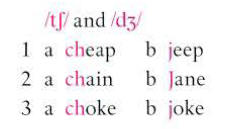 /tʃ/ and /dʒ/
1 a cheap b jeep
2 a chain b Jane
3 a choke b joke